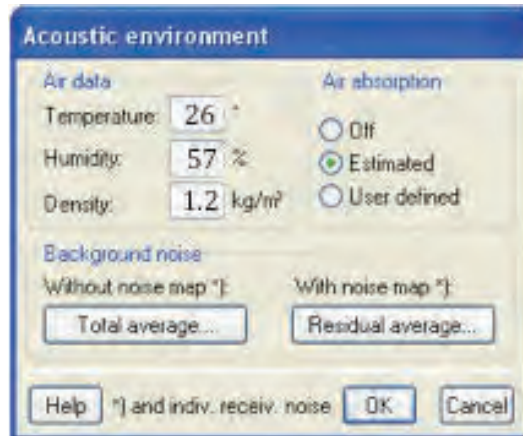 Acoustic environment
Air data
Temperature: 26 °
Humidity: 57 %
Density: 1.2 kg/m³
Air absorption
Off
Estimated
User defined
Background noise
Without noise map *):
Total average...
With noise map *):
Residual average...
Help *) and indiv. receiv. noise OK Cancel